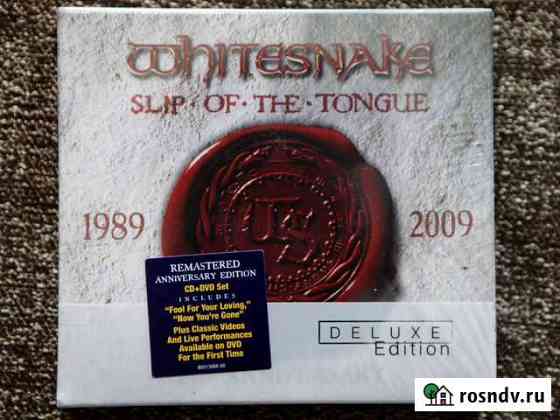 WHITESNAKE
SLIP · OF · THE · TONGUE
1989
2009
REMASTERED
ANNIVERSARY EDITION
CD+DVD Set
INCLUDES
"Fool For Your Loving,"
"Now You're Gone"
Plus Classic Videos
And Live Performances
Available on DVD
For the First Time
DELUXE
Edition
rosndv.ru